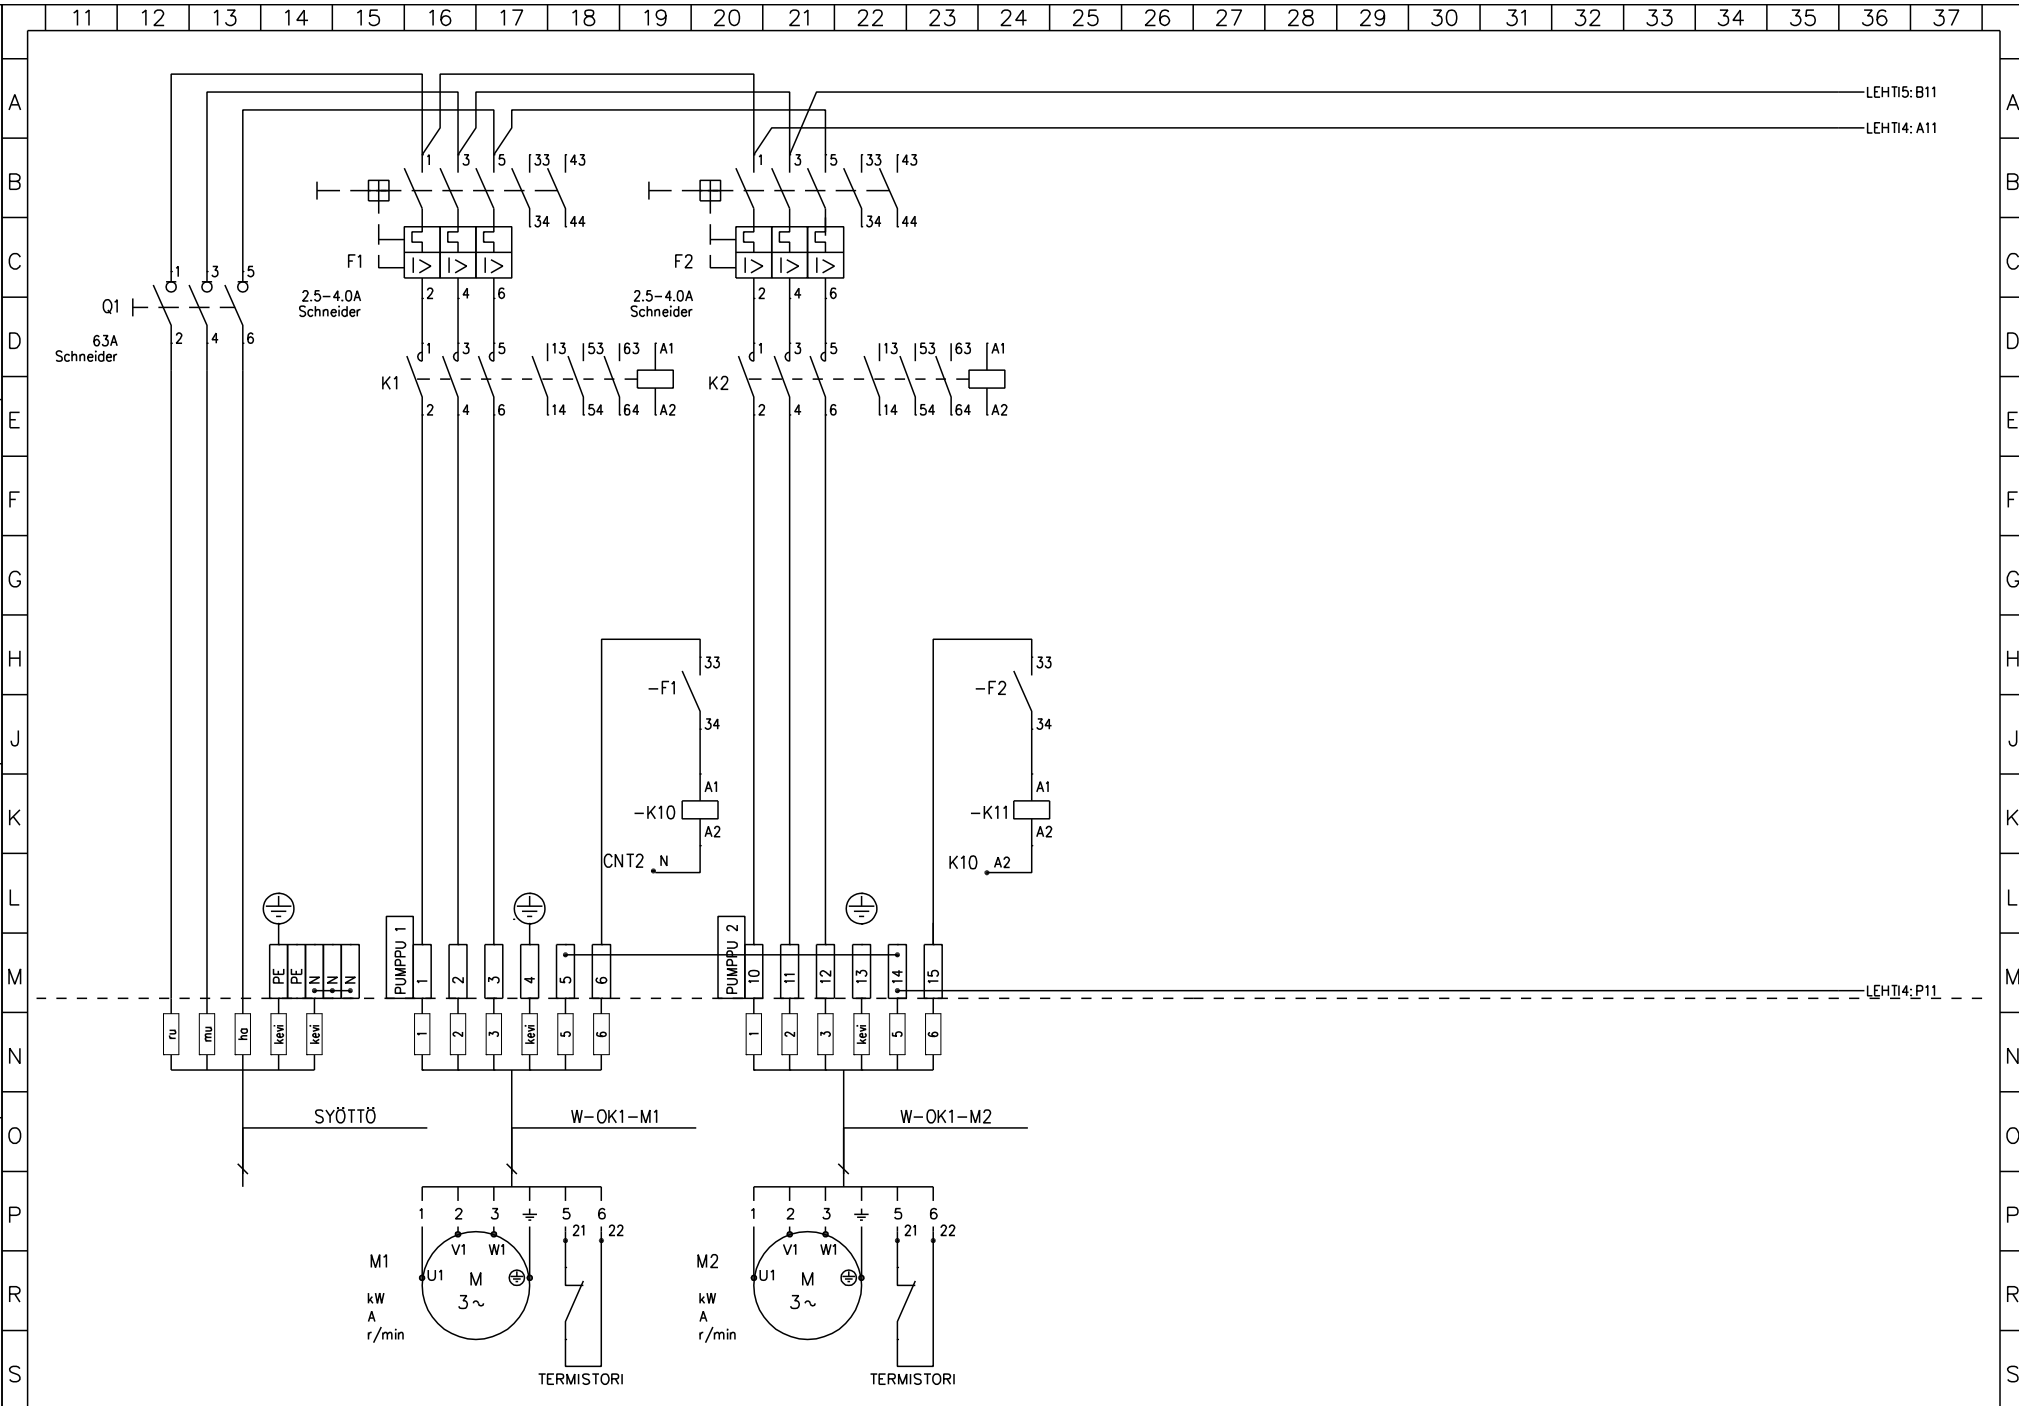 11 12 13 14 15 16 17 18 19 20 21 22 23 24 25 26 27 28 29 30 31 32 33 34 35 36 37
A LEHTI5:B11 A
LEHTI4:A11
1 3 5 33 43 1 3 5 33 43
B B
34 44 34 44
C F1 I> I> I> F2 I> I> I> C
1 3 5
2 4 6 2 4 6
2.5-4.0A 2.5-4.0A
Q1 Schneider Schneider
2 4 6
D 63A D
Schneider
1 3 5 13 53 63 A1 1 3 5 13 53 63 A1
K1 K2
2 4 6 14 54 64 A2 2 4 6 14 54 64 A2
E E
F F
G G
H 33 33 H
-F1 -F2
34 34
J J
A1 A1
-K10 -K11
K K
A2 A2
CNT2 N K10 A2
L L
M PE PE N N N PUMPPU 1 1 2 3 4 5 6 PUMPPU 2 10 11 12 13 14 15 M
LEHTI4:P11
ru mu ha kevi kevi 1 2 3 kevi 5 6 1 2 3 kevi 5 6
N N
SYÖTTÖ W-OK1-M1 W-OK1-M2
O O
P 1 2 3 5 6 1 2 3 5 6 P
21 22 21 22
V1 W1 V1 W1
M1 M2
U1 M U1 M
R kW 3~ kW 3~ R
A A
r/min r/min
S TERMISTORI TERMISTORI S